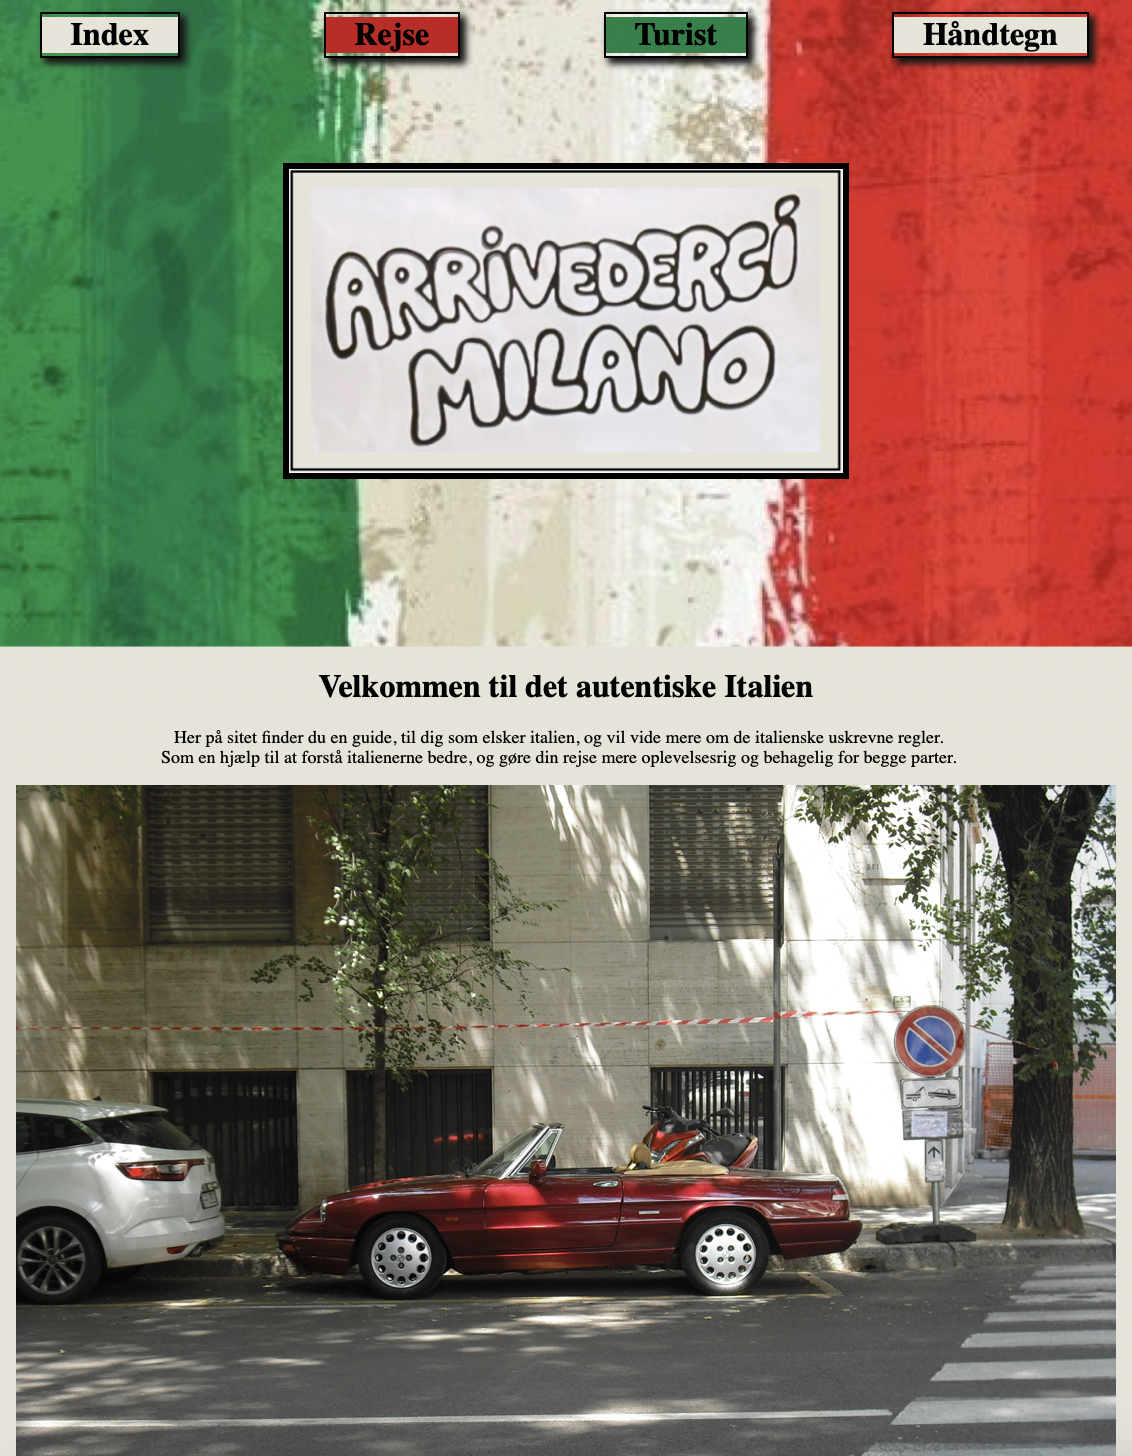 Index
Rejse
Turist
Håndtegn
ARRIVEDERCI
MILANO
Velkommen til det autentiske Italien
Her på sitet finder du en guide, til dig som elsker italien, og vil vide mere om de italienske uskrevne regler.
Som en hjælp til at forstå italienerne bedre, og gøre din rejse mere oplevelsesrig og behagelig for begge parter.